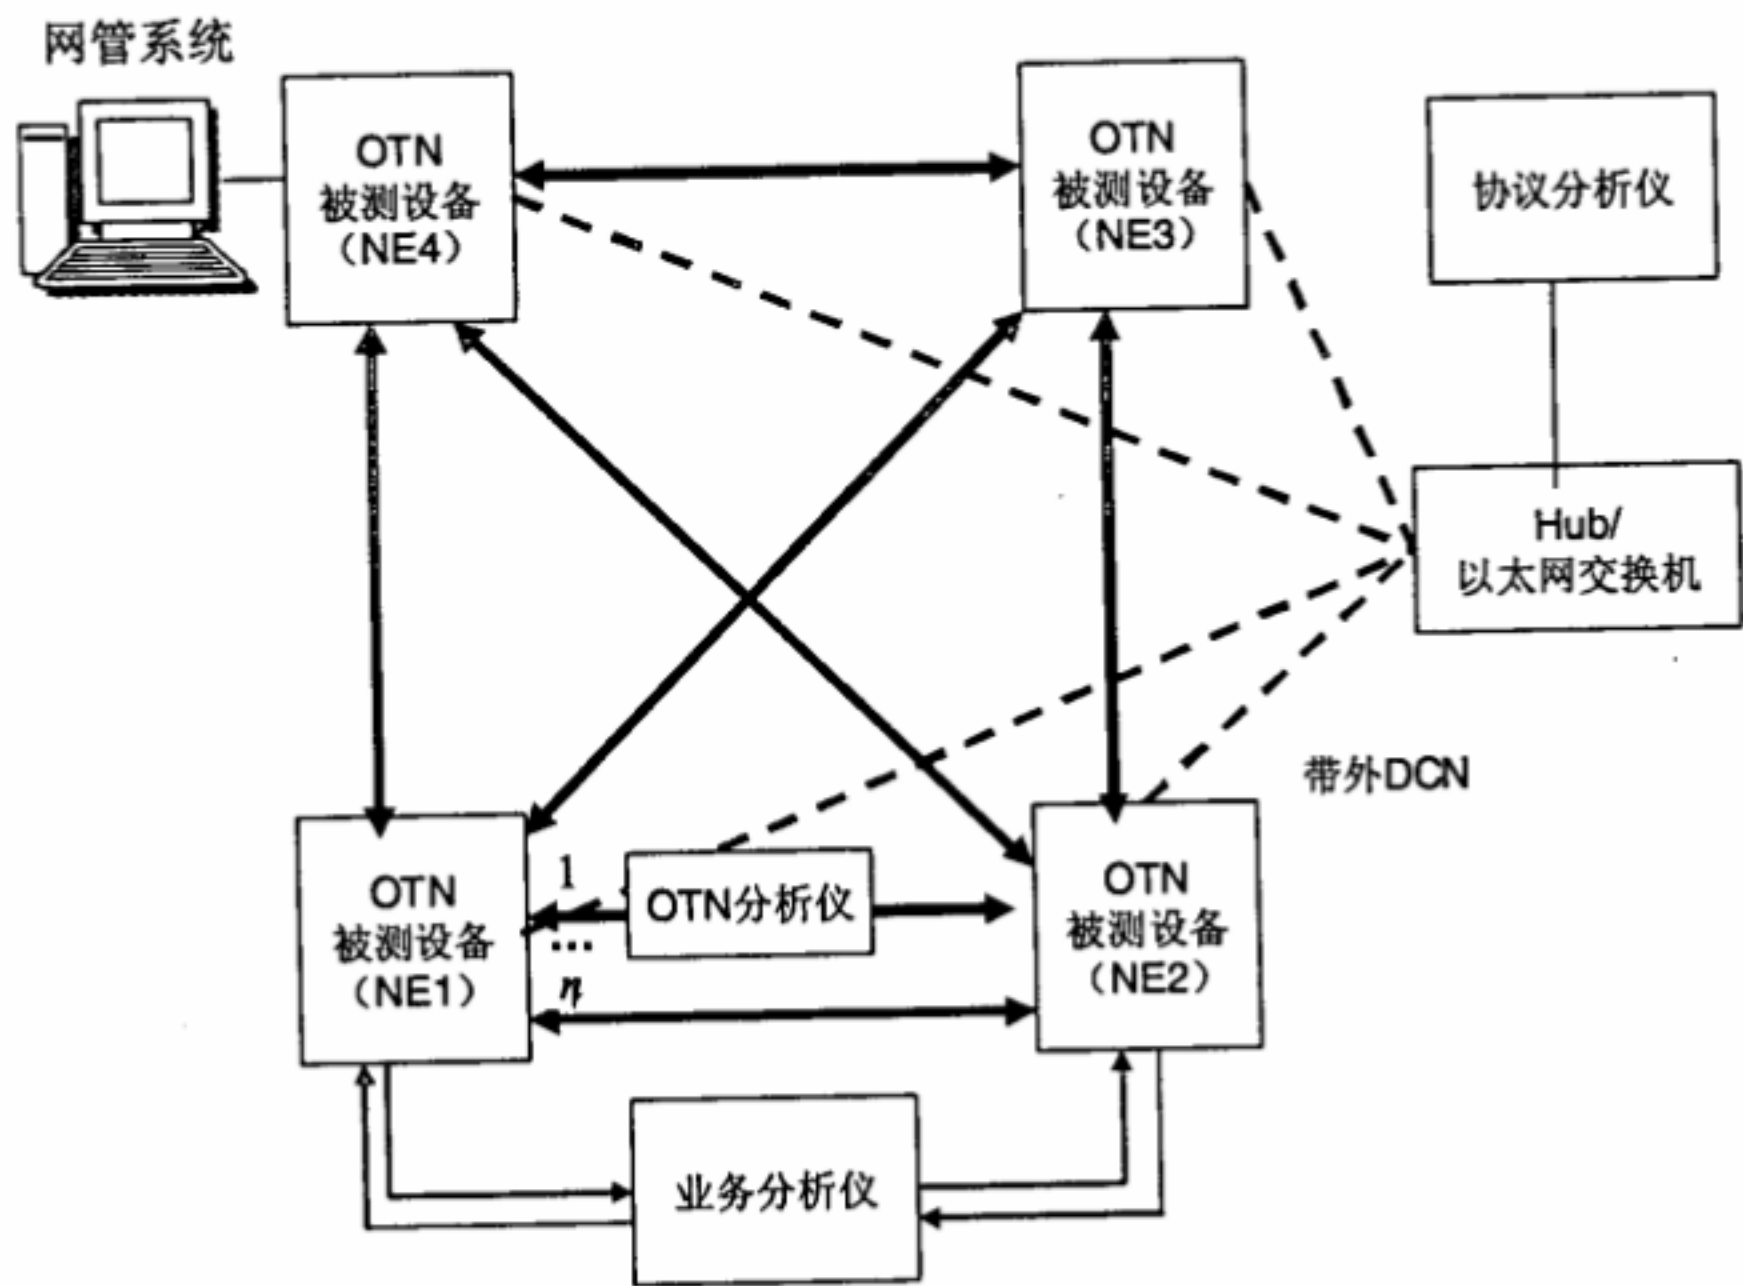 网管系统
OTN
被测设备
（NE4）
OTN
被测设备
（NE3）
协议分析仪
Hub/
以太网交换机
带外DCN
OTN
被测设备
（NE1）
1
...
n
OTN分析仪
OTN
被测设备
（NE2）
业务分析仪